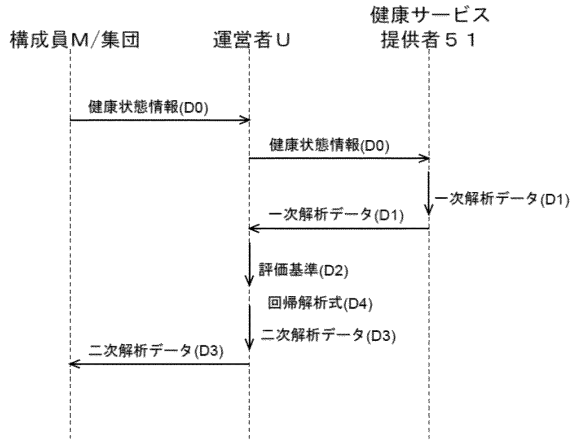 健康サービス
構成員Ｍ/集団
運営者Ｕ
提供者５１
健康状態情報(D0)
健康状態情報(D0)
一次解析データ(D1)
一次解析データ(D1)
評価基準(D2)
回帰解析式(D4)
二次解析データ(D3)
二次解析データ(D3)